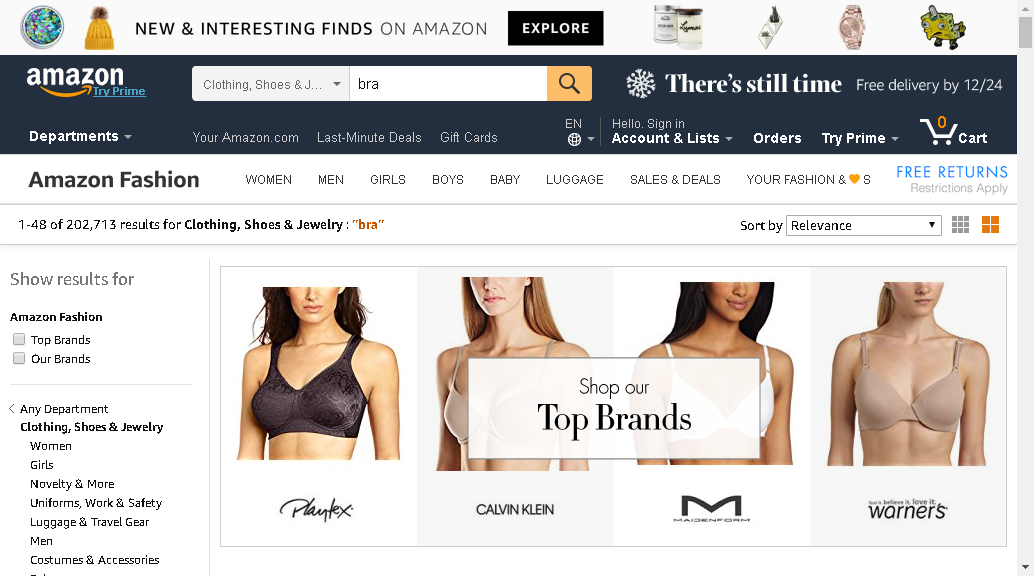 NEW & INTERESTING FINDS ON AMAZON EXPLORE
amazon
Try Prime
Clothing, Shoes & J...
bra
There's still time Free delivery by 12/24
Departments
Your Amazon.com Last-Minute Deals Gift Cards
EN
Hello. Sign in
Account & Lists
Orders
Try Prime
0
Cart
Amazon Fashion
WOMEN MEN GIRLS BOYS BABY LUGGAGE SALES & DEALS YOUR FASHION & 🧡 S
FREE RETURNS
Restrictions Apply
1-48 of 202,713 results for Clothing, Shoes & Jewelry : "bra"
Sort by Relevance
Show results for
Amazon Fashion
Top Brands
Our Brands
Any Department
Clothing, Shoes & Jewelry
Women
Girls
Novelty & More
Uniforms, Work & Safety
Luggage & Travel Gear
Men
Costumes & Accessories
Shop our
Top Brands
Playtex
CALVIN KLEIN
MAIDENFORM
feel it. believe it. love it.
warner's